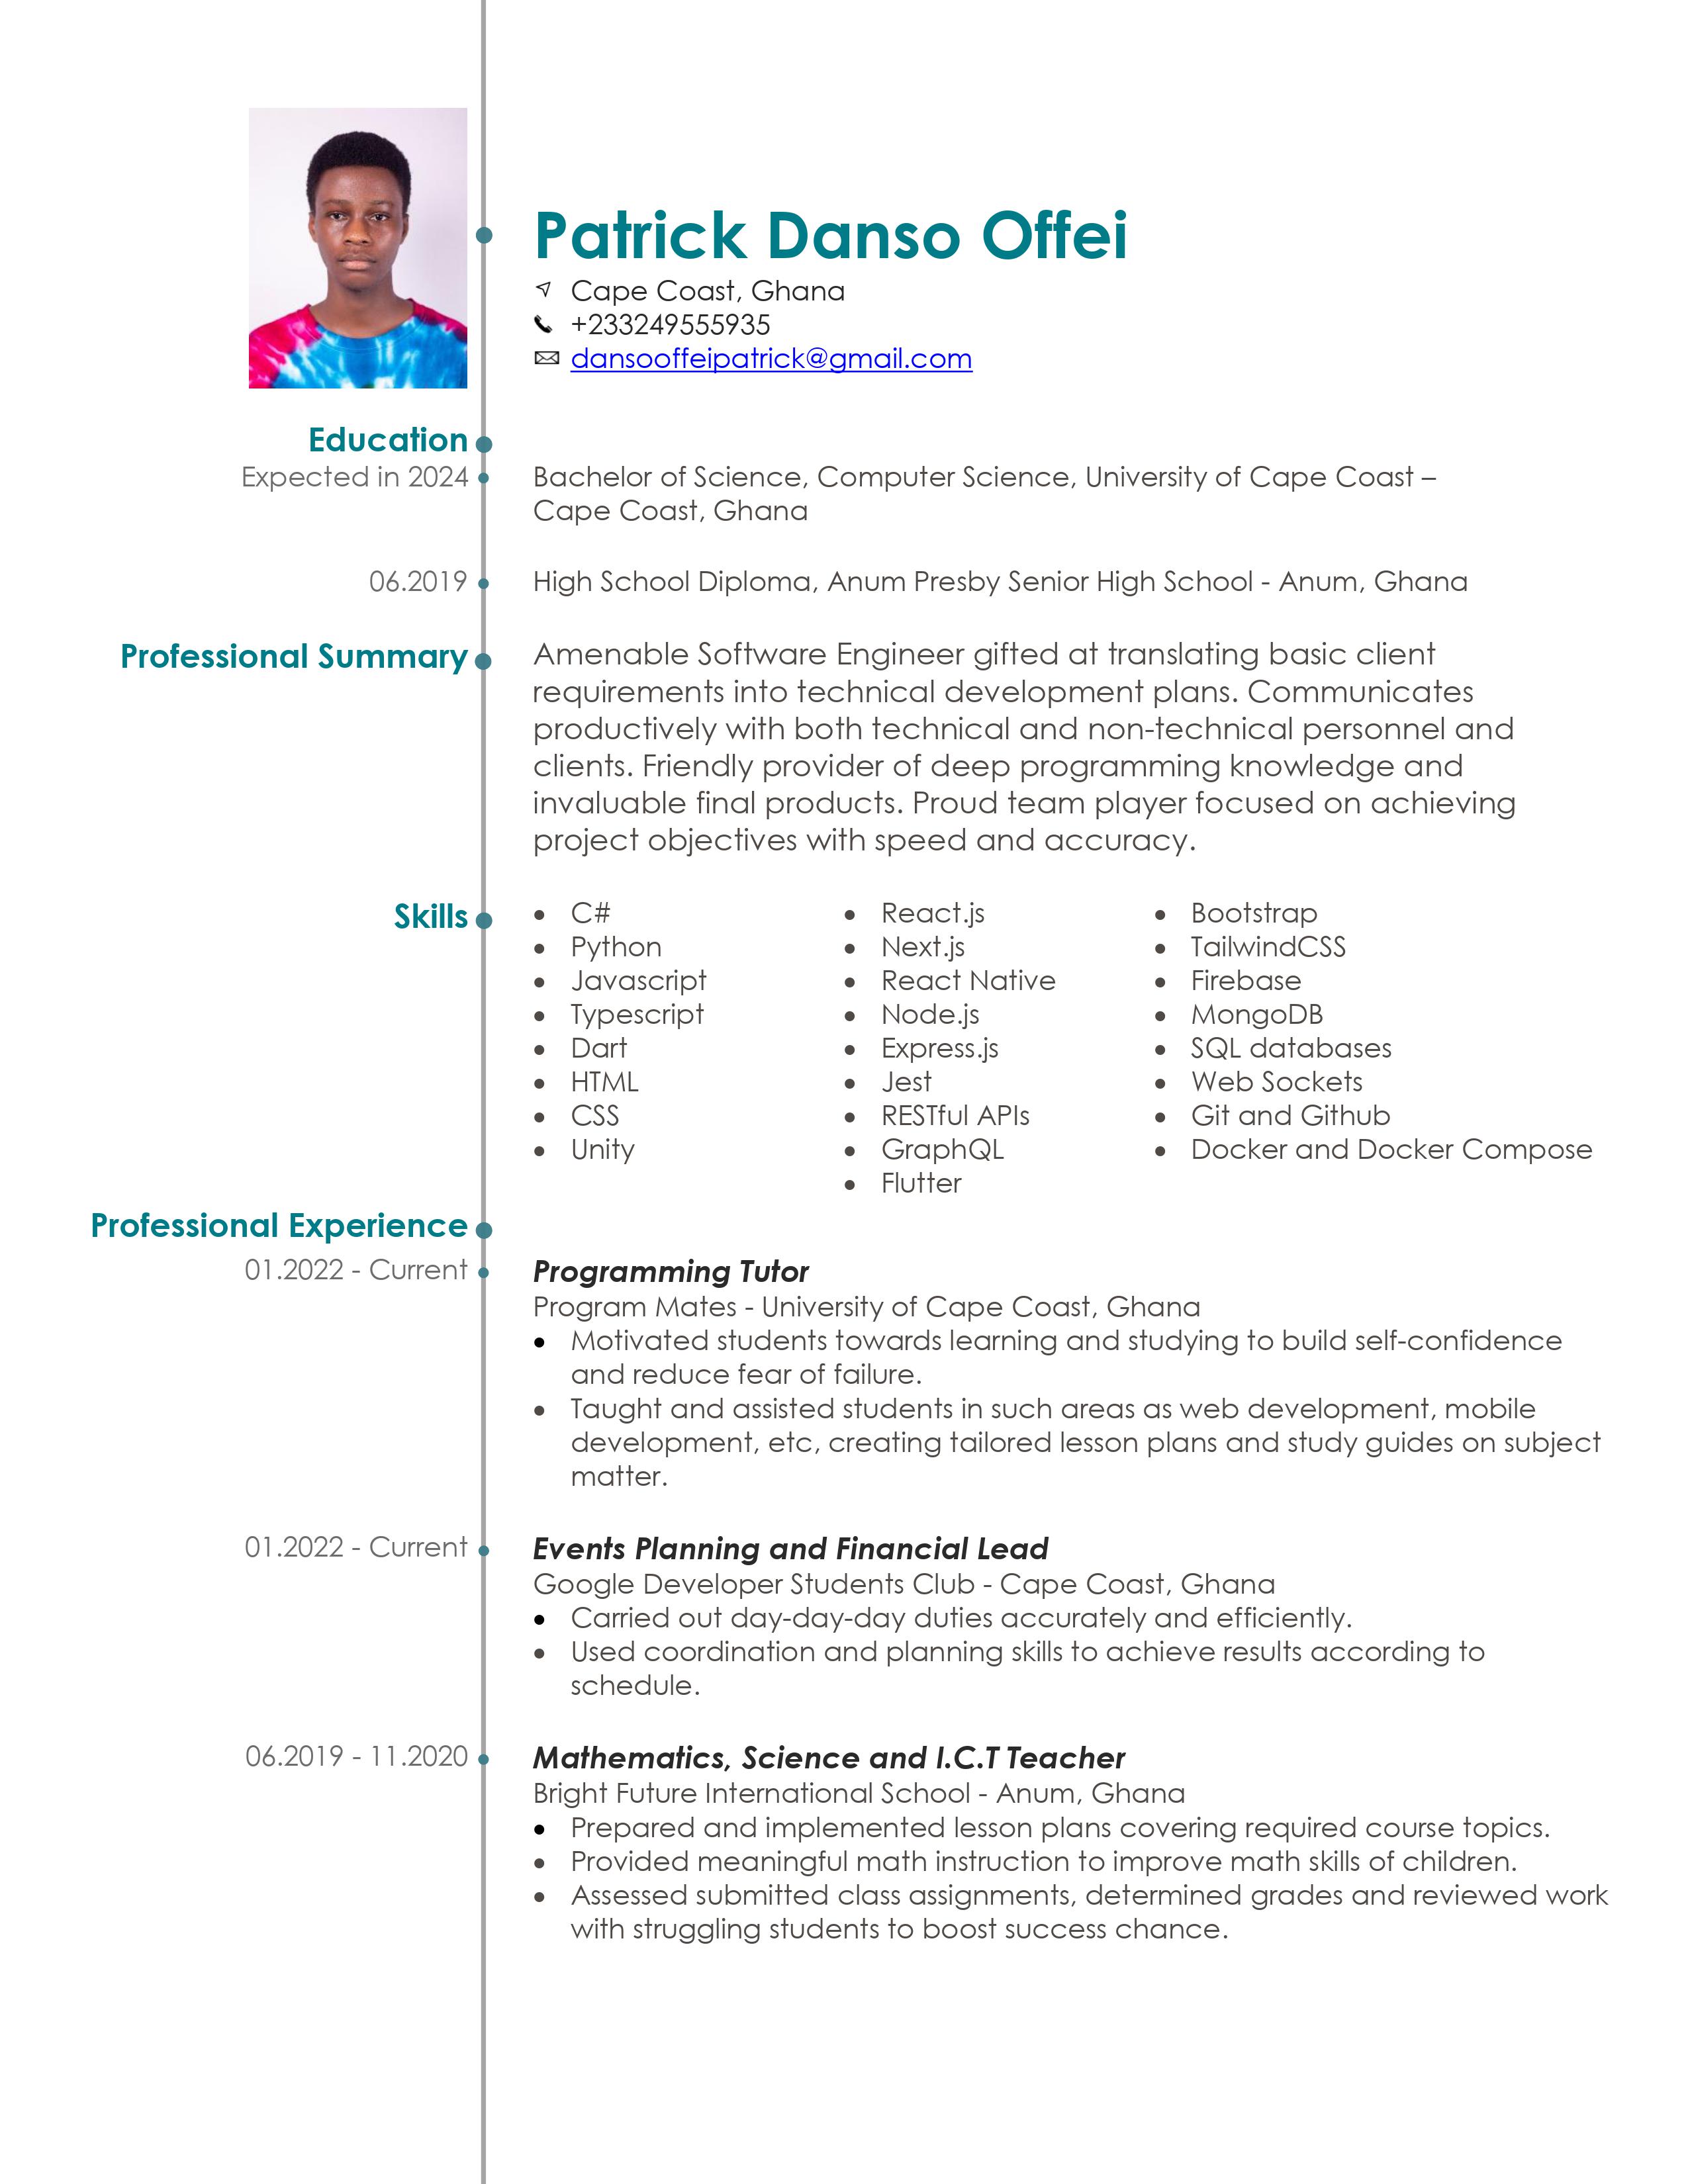 Patrick Danso Offei
Cape Coast, Ghana
+233249555935
dansooffeipatrick@gmail.com
Education
Expected in 2024
Bachelor of Science, Computer Science, University of Cape Coast –
Cape Coast, Ghana
06.2019
High School Diploma, Anum Presby Senior High School - Anum, Ghana
Professional Summary
Amenable Software Engineer gifted at translating basic client
requirements into technical development plans. Communicates
productively with both technical and non-technical personnel and
clients. Friendly provider of deep programming knowledge and
invaluable final products. Proud team player focused on achieving
project objectives with speed and accuracy.
Skills
• C#
• Python
• Javascript
• Typescript
• Dart
• HTML
• CSS
• Unity
• React.js
• Next.js
• React Native
• Node.js
• Express.js
• Jest
• RESTful APIs
• GraphQL
• Flutter
• Bootstrap
• TailwindCSS
• Firebase
• MongoDB
• SQL databases
• Web Sockets
• Git and Github
• Docker and Docker Compose
Professional Experience
01.2022 - Current
Programming Tutor
Program Mates - University of Cape Coast, Ghana
• Motivated students towards learning and studying to build self-confidence
and reduce fear of failure.
• Taught and assisted students in such areas as web development, mobile
development, etc, creating tailored lesson plans and study guides on subject
matter.
01.2022 - Current
Events Planning and Financial Lead
Google Developer Students Club - Cape Coast, Ghana
• Carried out day-day-day duties accurately and efficiently.
• Used coordination and planning skills to achieve results according to
schedule.
06.2019 - 11.2020
Mathematics, Science and I.C.T Teacher
Bright Future International School - Anum, Ghana
• Prepared and implemented lesson plans covering required course topics.
• Provided meaningful math instruction to improve math skills of children.
• Assessed submitted class assignments, determined grades and reviewed work
with struggling students to boost success chance.